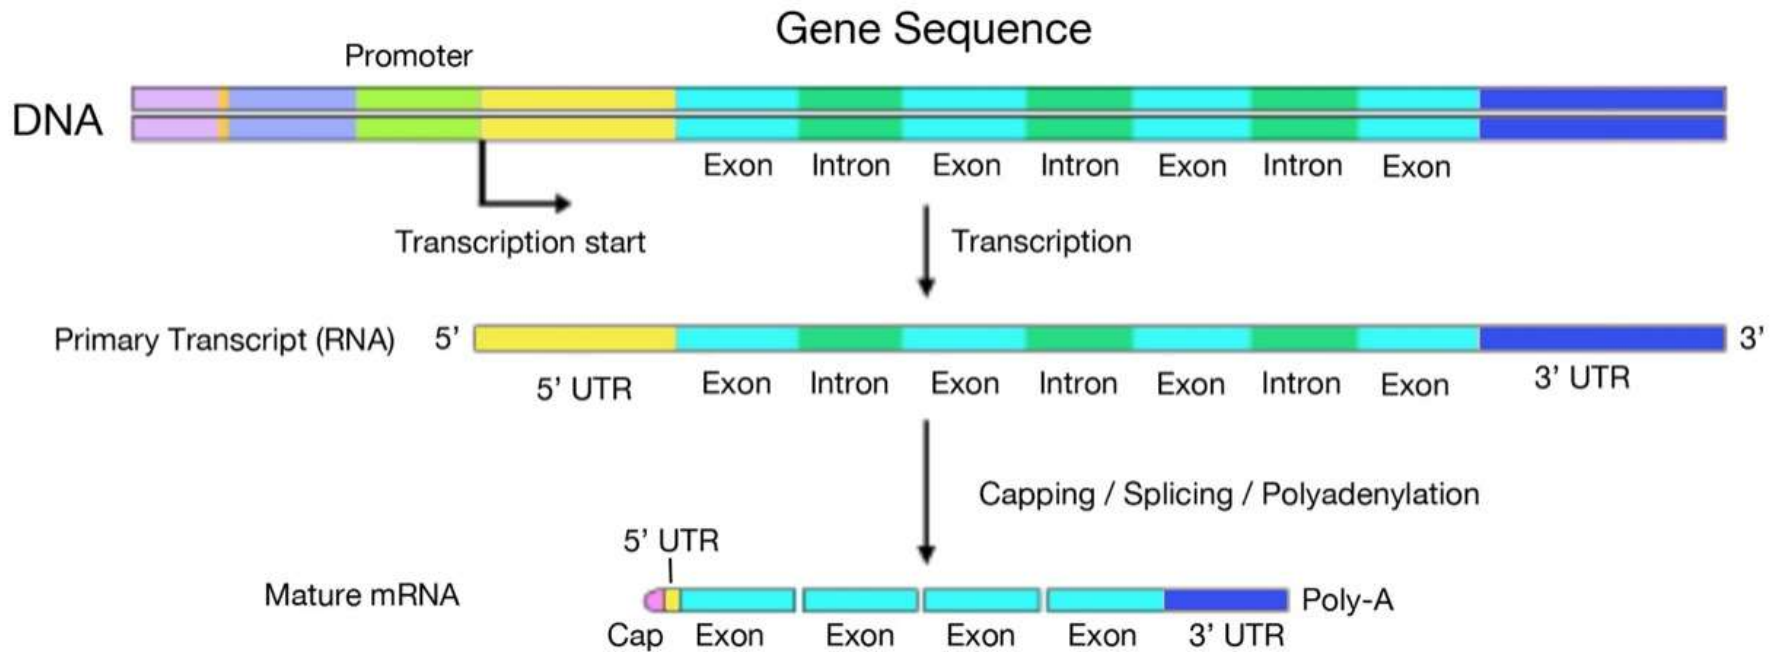 Gene Sequence
Promoter
DNA
Exon Intron Exon Intron Exon Intron Exon
Transcription start
Transcription
Primary Transcript (RNA) 5’ 3’
5’ UTR Exon Intron Exon Intron Exon Intron Exon 3’ UTR
Capping / Splicing / Polyadenylation
5’ UTR
Mature mRNA Poly-A
Cap Exon Exon Exon Exon 3’ UTR